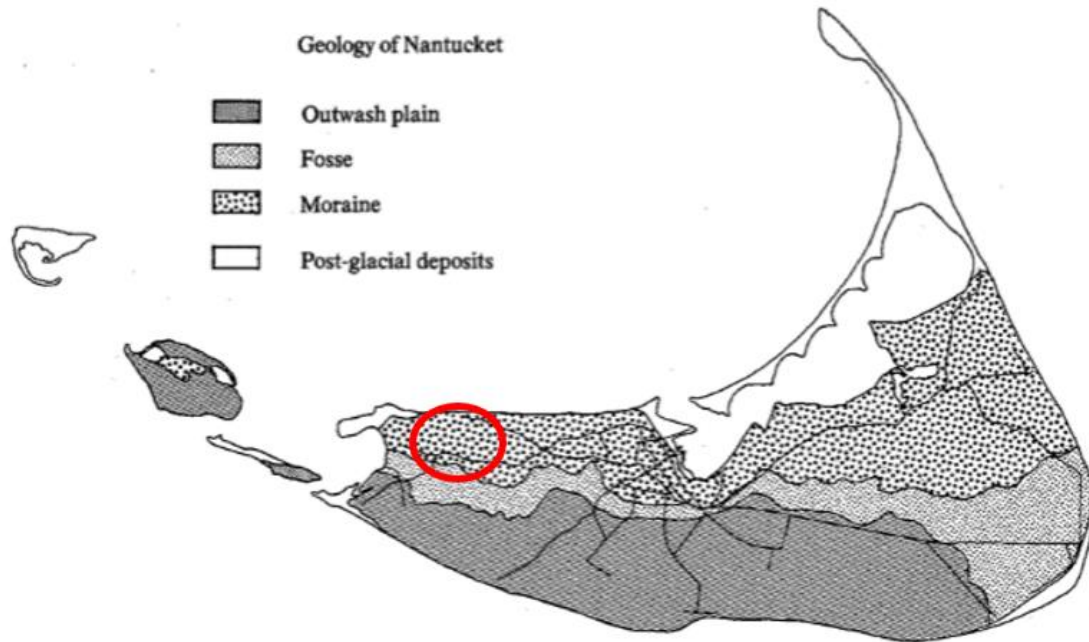 Geology of Nantucket
Outwash plain
Fosse
Moraine
Post-glacial deposits